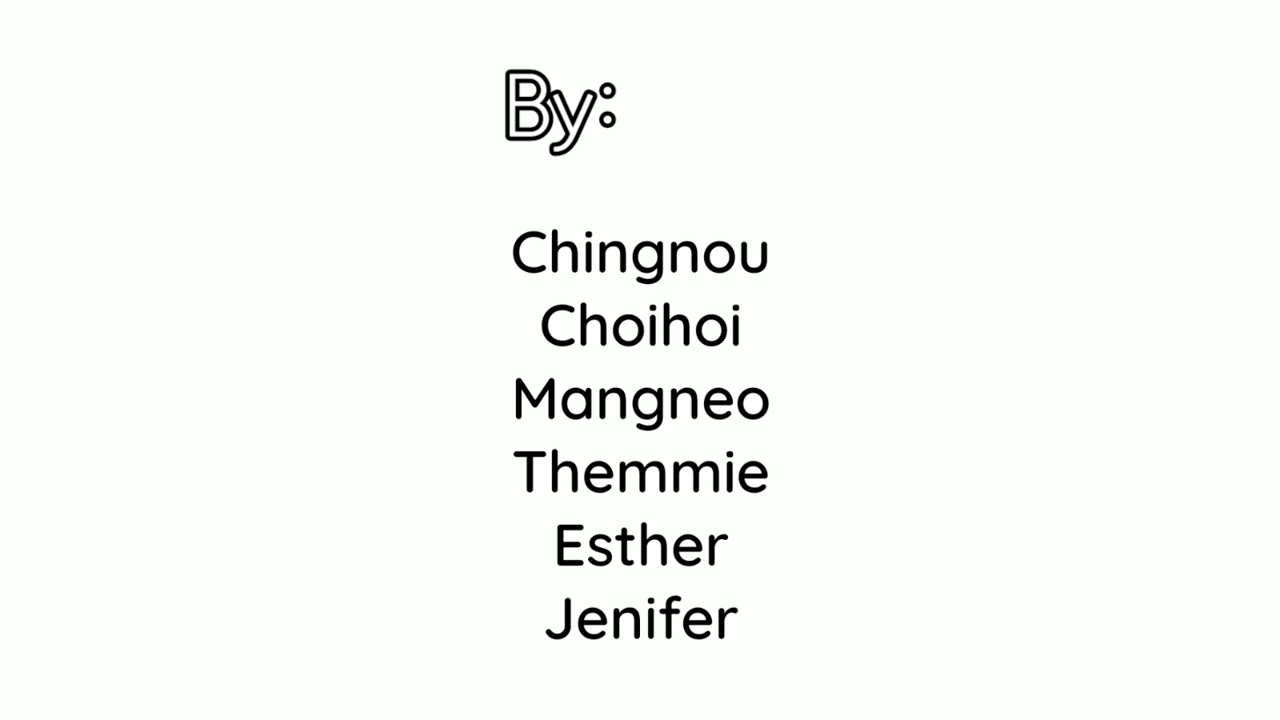 By:
Chingnou
Choihoi
Mangneo
Themmie
Esther
Jenifer